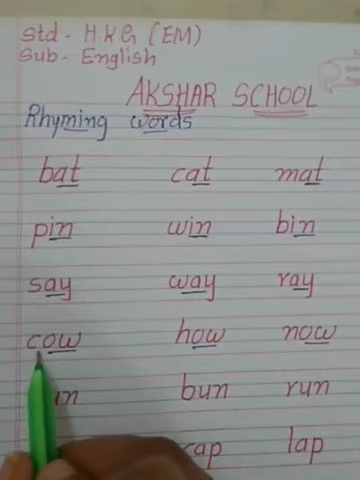 Std - H.K.G (EM)
Sub - English
AKSHAR SCHOOL
Rhyming words
bat cat mat
pin win bin
say way ray
cow how now
bun run
cap lap